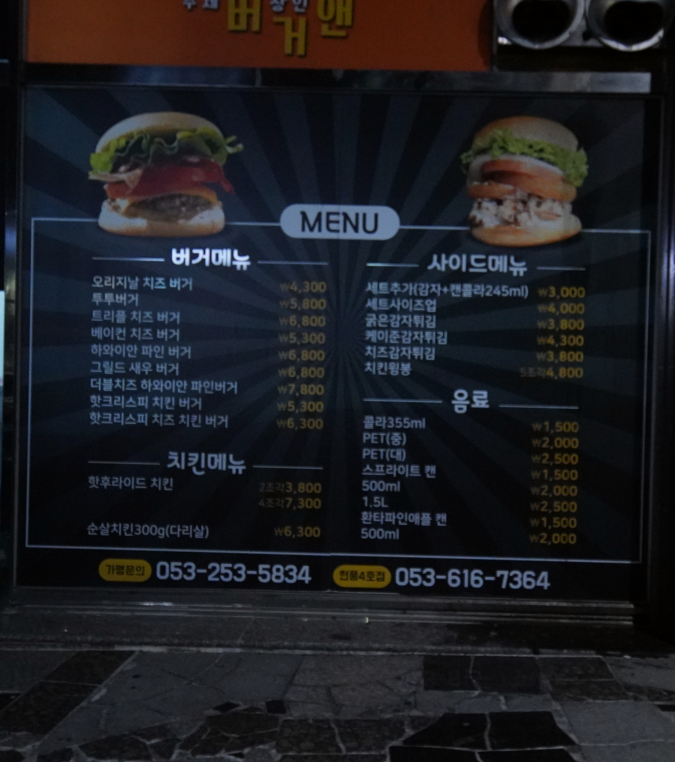 수제
버거앤
장인
MENU
버거메뉴
오리지날 치즈 버거 ₩4,300
투투버거 ₩5,800
트리플 치즈 버거 ₩6,800
베이컨 치즈 버거 ₩5,300
하와이안 파인 버거 ₩6,800
그릴드 새우 버거 ₩6,800
더블치즈 하와이안 파인버거 ₩7,800
핫크리스피 치킨 버거 ₩5,300
핫크리스피 치즈 치킨 버거 ₩6,300
치킨메뉴
핫후라이드 치킨 2조각3,800
4조각7,300
순살치킨300g(다리살) ₩6,300
사이드메뉴
세트추가(감자+캔콜라245ml) ₩3,000
세트사이즈업 ₩4,000
굵은감자튀김 ₩3,800
케이준감자튀김 ₩4,300
치즈감자튀김 ₩3,800
치킨윙봉 5조각4,800
음료
콜라355ml ₩1,500
PET(중) ₩2,000
PET(대) ₩2,500
스프라이트 캔 ₩1,500
500ml ₩2,000
1.5L ₩2,500
환타파인애플 캔 ₩1,500
500ml ₩2,000
가맹문의 053-253-5834
현풍4호점 053-616-7364